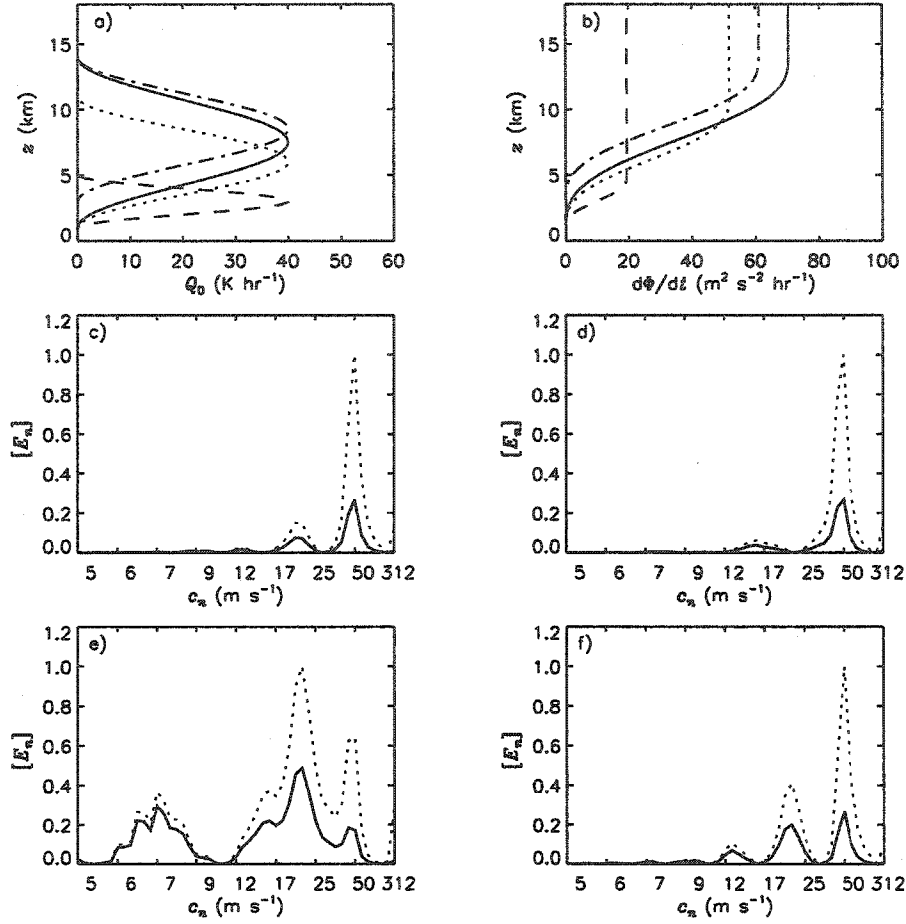 a)
15
10
5
0
z (km)
0 10 20 30 40 50 60
Q₀ (K hr⁻¹)
b)
15
10
5
0
z (km)
0 20 40 60 80 100
dΦ/dt (m² s⁻² hr⁻¹)
c)
1.2
1.0
0.8
0.6
0.4
0.2
0.0
[Eₙ]
5 6 7 9 12 17 25 50 312
cₙ (m s⁻¹)
d)
1.2
1.0
0.8
0.6
0.4
0.2
0.0
[Eₙ]
5 6 7 9 12 17 25 50 312
cₙ (m s⁻¹)
e)
1.2
1.0
0.8
0.6
0.4
0.2
0.0
[Eₙ]
5 6 7 9 12 17 25 50 312
cₙ (m s⁻¹)
f)
1.2
1.0
0.8
0.6
0.4
0.2
0.0
[Eₙ]
5 6 7 9 12 17 25 50 312
cₙ (m s⁻¹)